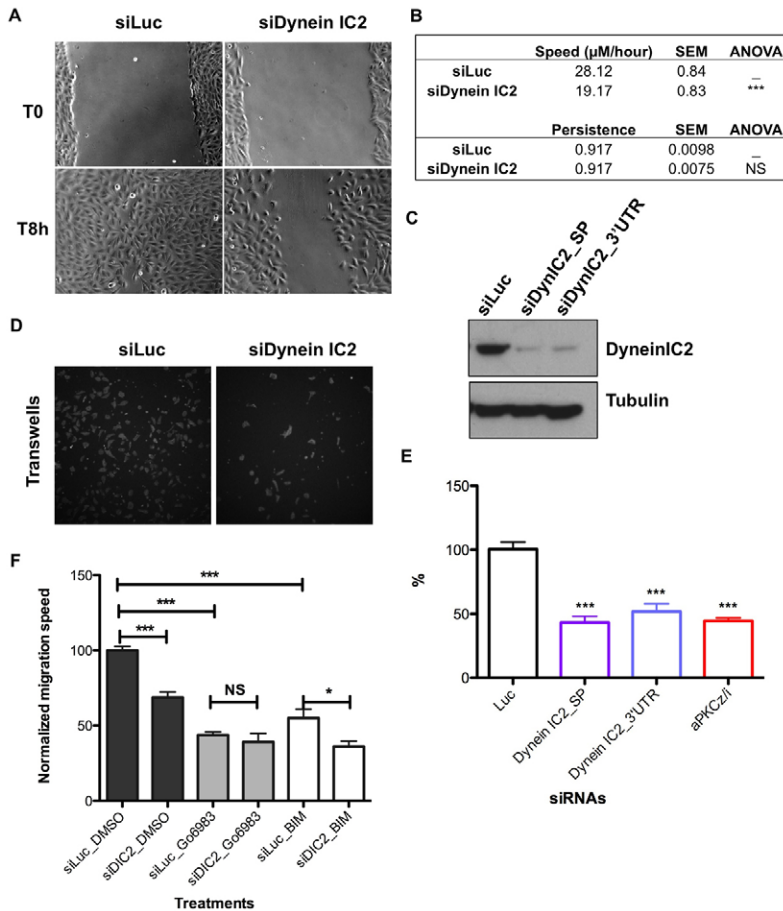 A
siLuc siDynein IC2
T0
T8h
B
Speed (µM/hour) SEM ANOVA
siLuc 28.12 0.84 _
siDynein IC2 19.17 0.83 ***
Persistence SEM ANOVA
siLuc 0.917 0.0098 _
siDynein IC2 0.917 0.0075 NS
C
siLuc siDynIC2_SP siDynIC2_3'UTR
DyneinIC2
Tubulin
D
siLuc siDynein IC2
Transwells
E
150
100
50
0
%
*** *** ***
Luc Dynein IC2_SP Dynein IC2_3'UTR aPKCz/i
siRNAs
F
150
100
50
0
Normalized migration speed
***
***
***
NS
*
siLuc_DMSO siDIC2_DMSO siLuc_Go6983 siDIC2_Go6983 siLuc_BIM siDIC2_BIM
Treatments